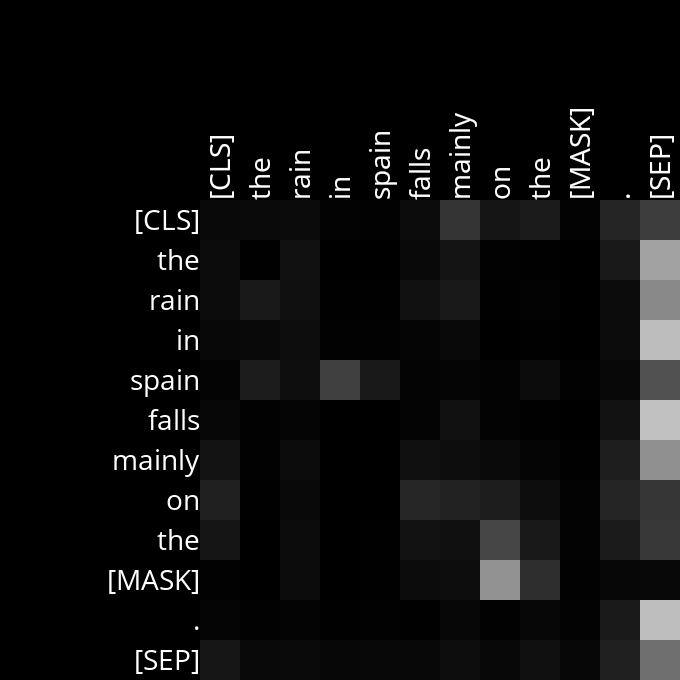 [CLS] the rain in spain falls mainly on the [MASK] . [SEP]
[CLS]
the
rain
in
spain
falls
mainly
on
the
[MASK]
.
[SEP]